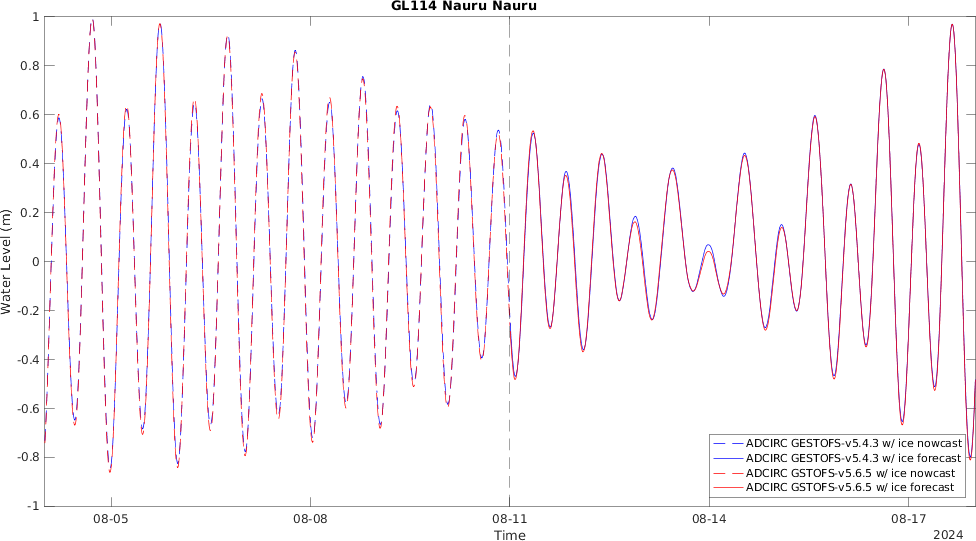 GL114 Nauru Nauru
1
0.8
0.6
0.4
0.2
0
-0.2
-0.4
-0.6
-0.8
-1
Water Level (m)
08-05
08-08
08-11
08-14
08-17
Time
2024
ADCIRC GESTOFS-v5.4.3 w/ ice nowcast
ADCIRC GESTOFS-v5.4.3 w/ ice forecast
ADCIRC GSTOFS-v5.6.5 w/ ice nowcast
ADCIRC GSTOFS-v5.6.5 w/ ice forecast